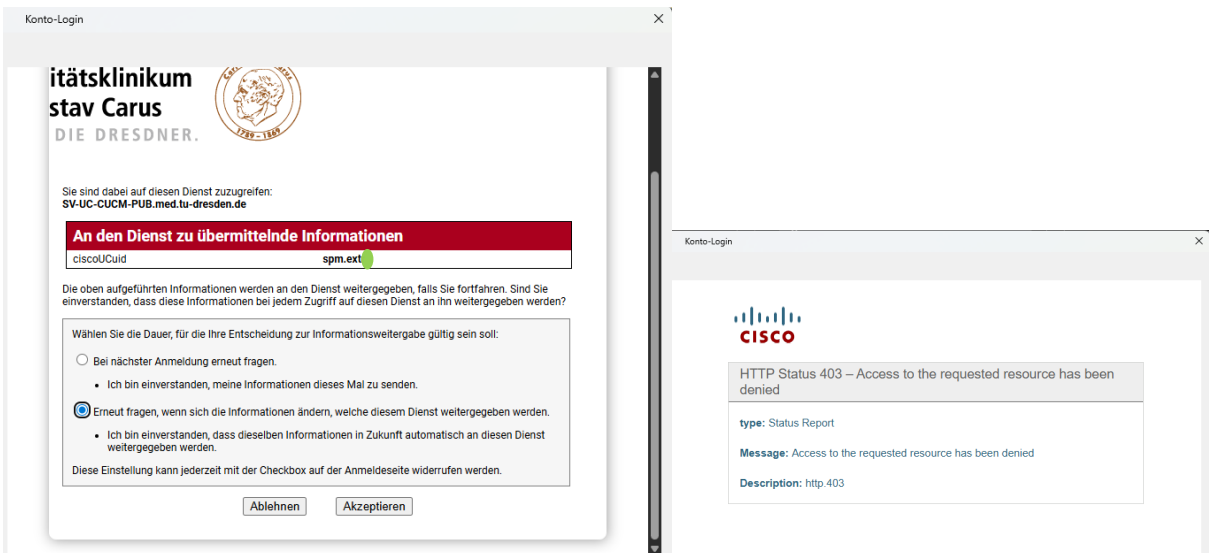 Konto-Login
itätsklinikum
stav Carus
DIE DRESDNER.
1789 - 1869
Sie sind dabei auf diesen Dienst zuzugreifen:
SV-UC-CUCM-PUB.med.tu-dresden.de
An den Dienst zu übermittelnde Informationen
ciscoUCuid spm.ext
Die oben aufgeführten Informationen werden an den Dienst weitergegeben, falls Sie fortfahren. Sind Sie
einverstanden, dass diese Informationen bei jedem Zugriff auf diesen Dienst an ihn weitergegeben werden?
Wählen Sie die Dauer, für die Ihre Entscheidung zur Informationsweitergabe gültig sein soll:
Bei nächster Anmeldung erneut fragen.
• Ich bin einverstanden, meine Informationen dieses Mal zu senden.
Erneut fragen, wenn sich die Informationen ändern, welche diesem Dienst weitergegeben werden.
• Ich bin einverstanden, dass dieselben Informationen in Zukunft automatisch an diesen Dienst
weitergegeben werden.
Diese Einstellung kann jederzeit mit der Checkbox auf der Anmeldeseite widerrufen werden.
Ablehnen Akzeptieren
Konto-Login
CISCO
HTTP Status 403 – Access to the requested resource has been
denied
type: Status Report
Message: Access to the requested resource has been denied
Description: http.403